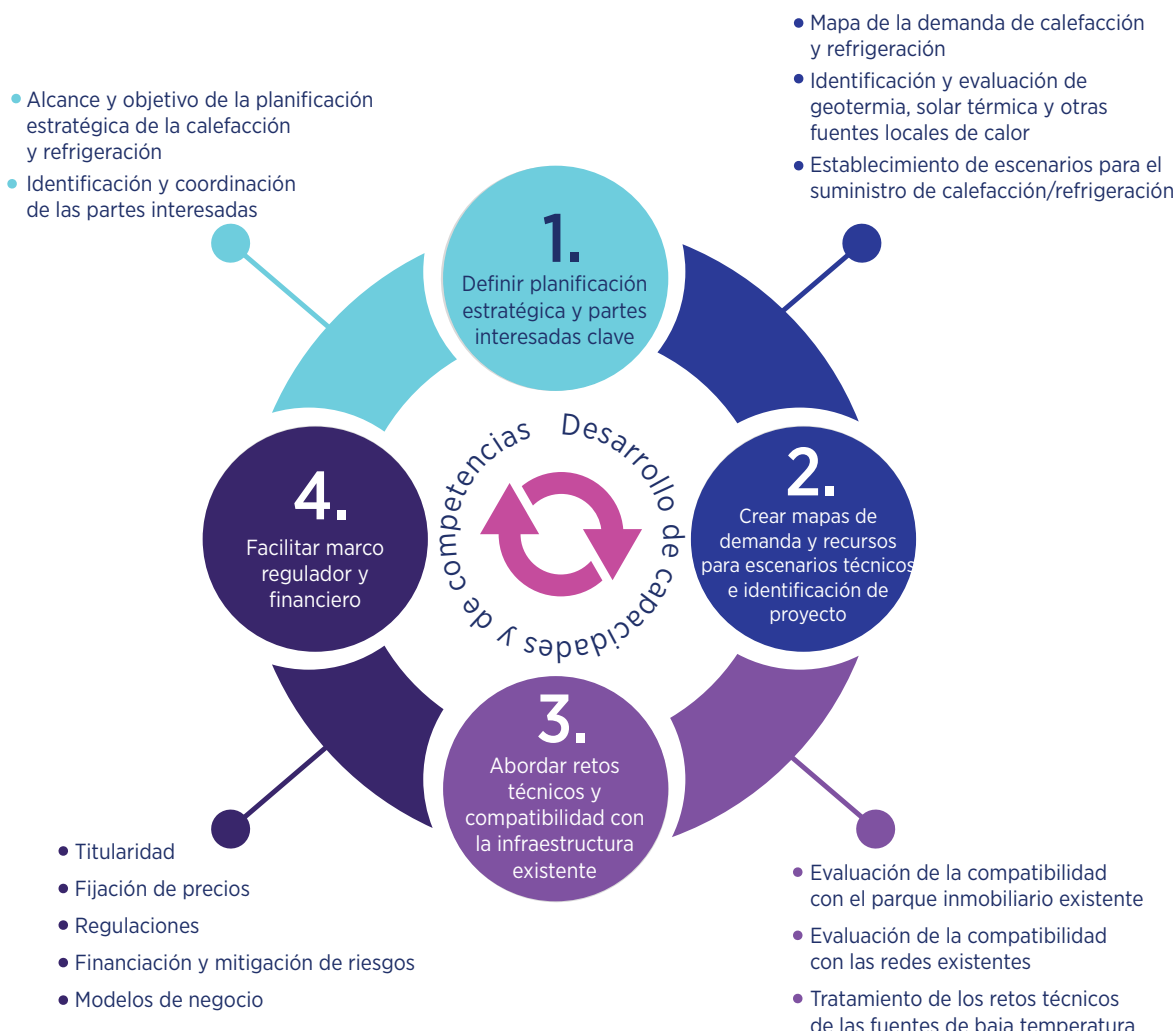 • Alcance y objetivo de la planificación
estratégica de la calefacción
y refrigeración
• Identificación y coordinación
de las partes interesadas
• Mapa de la demanda de calefacción
y refrigeración
• Identificación y evaluación de
geotermia, solar térmica y otras
fuentes locales de calor
• Establecimiento de escenarios para el
suministro de calefacción/refrigeración
1.
Definir planificación
estratégica y partes
interesadas clave
2.
Crear mapas de
demanda y recursos
para escenarios técnicos
e identificación de
proyecto
3.
Abordar retos
técnicos y
compatibilidad con
la infraestructura
existente
4.
Facilitar marco
regulador y
financiero
Desarrollo de capacidades y de competencias
• Titularidad
• Fijación de precios
• Regulaciones
• Financiación y mitigación de riesgos
• Modelos de negocio
• Evaluación de la compatibilidad
con el parque inmobiliario existente
• Evaluación de la compatibilidad
con las redes existentes
• Tratamiento de los retos técnicos
de las fuentes de baja temperatura